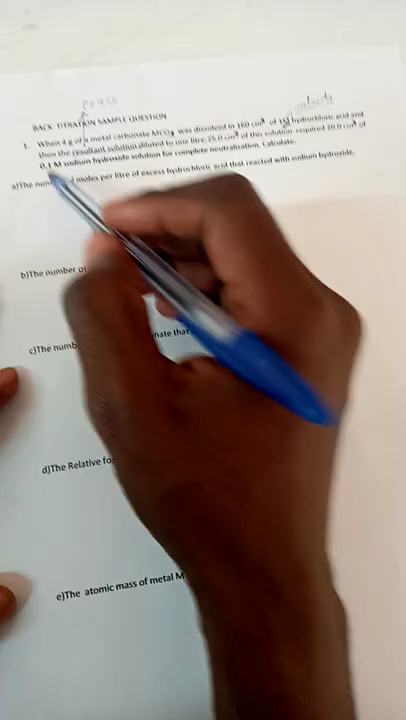 excess
BACK TITRATION SAMPLE QUESTION
1. When 4 g of a metal carbonate MCO3 was dissolved in 160 cm3 of 1M hydrochloric acid and
then the resultant solution diluted to one litre, 25.0 cm3 of this solution required 20.0 cm3 of
0.1 M sodium hydroxide solution for complete neutralisation. Calculate.
a)The moles per litre of excess hydrochloric acid that reacted with sodium hydroxide.
b)The number of
c)The numb nate that
d)The Relative fo
e)The atomic mass of metal M